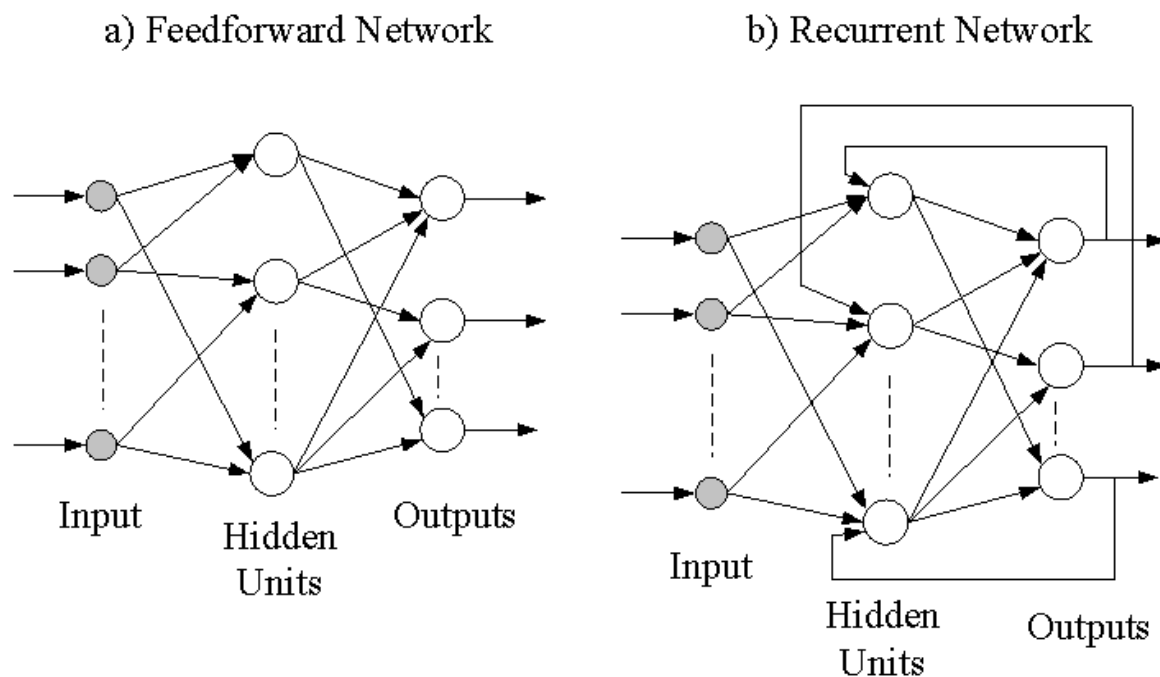 a) Feedforward Network
Input
Hidden
Units
Outputs
b) Recurrent Network
Input
Hidden
Units
Outputs